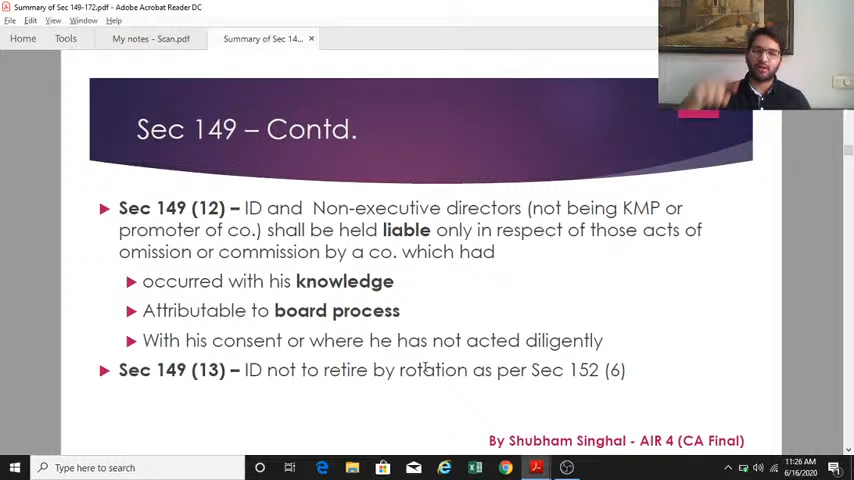 Summary of Sec 149-172.pdf - Adobe Acrobat Reader DC
File Edit View Window Help
Home Tools My notes - Scan.pdf Summary of Sec 14... ×
Sec 149 – Contd.
Sec 149 (12) – ID and Non-executive directors (not being KMP or
promoter of co.) shall be held liable only in respect of those acts of
omission or commission by a co. which had
occurred with his knowledge
Attributable to board process
With his consent or where he has not acted diligently
Sec 149 (13) – ID not to retire by rotation as per Sec 152 (6)
By Shubham Singhal - AIR 4 (CA Final)
Type here to search
11:26 AM
6/16/2020